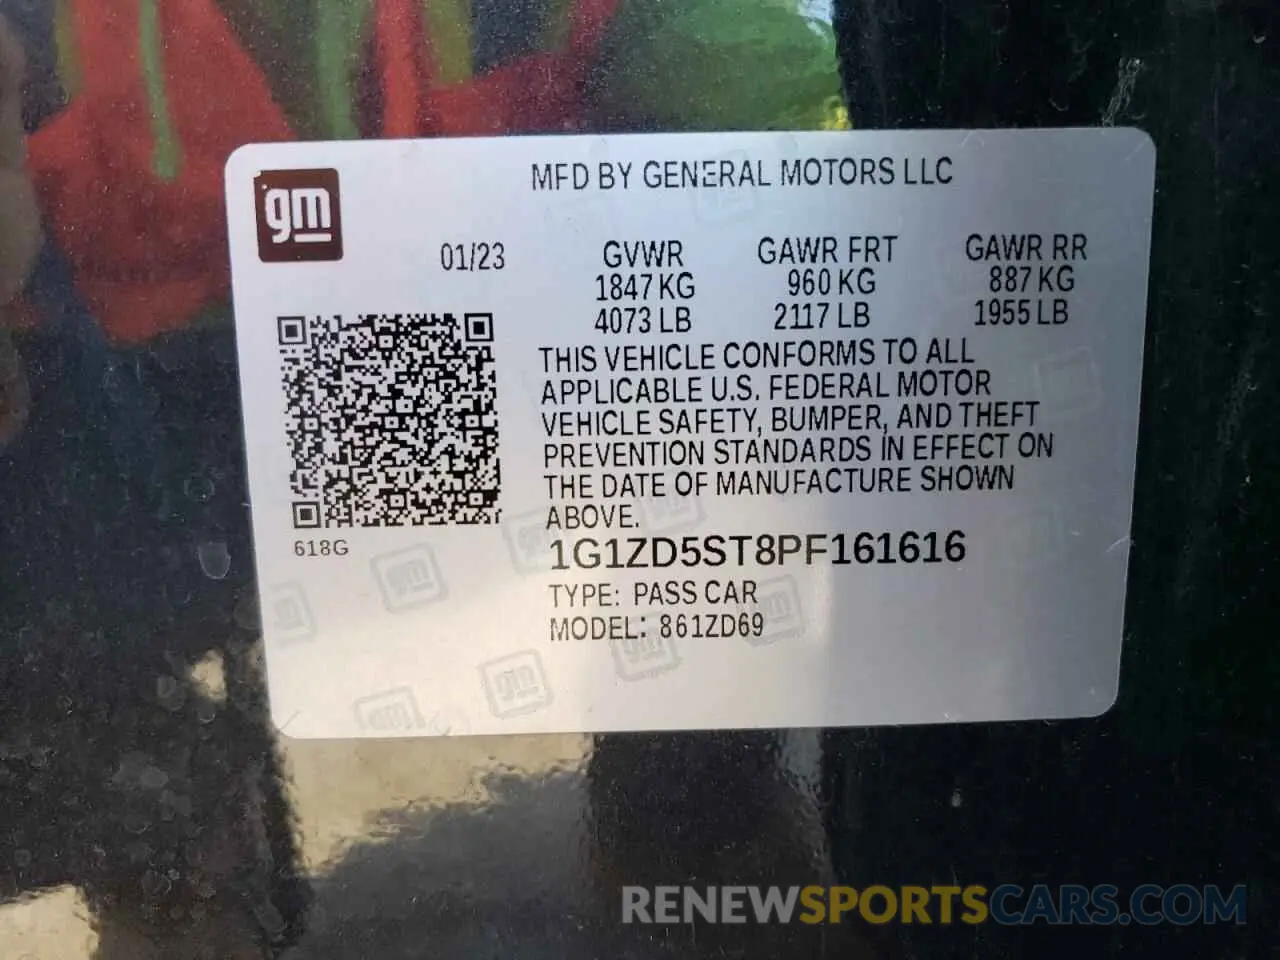 gm
MFD BY GENERAL MOTORS LLC
01/23 GVWR GAWR FRT GAWR RR
1847 KG 960 KG 887 KG
4073 LB 2117 LB 1955 LB
THIS VEHICLE CONFORMS TO ALL
APPLICABLE U.S. FEDERAL MOTOR
VEHICLE SAFETY, BUMPER, AND THEFT
PREVENTION STANDARDS IN EFFECT ON
THE DATE OF MANUFACTURE SHOWN
ABOVE.
618G
1G1ZD5ST8PF161616
TYPE: PASS CAR
MODEL: 861ZD69
RENEWSPORTSCARS.COM